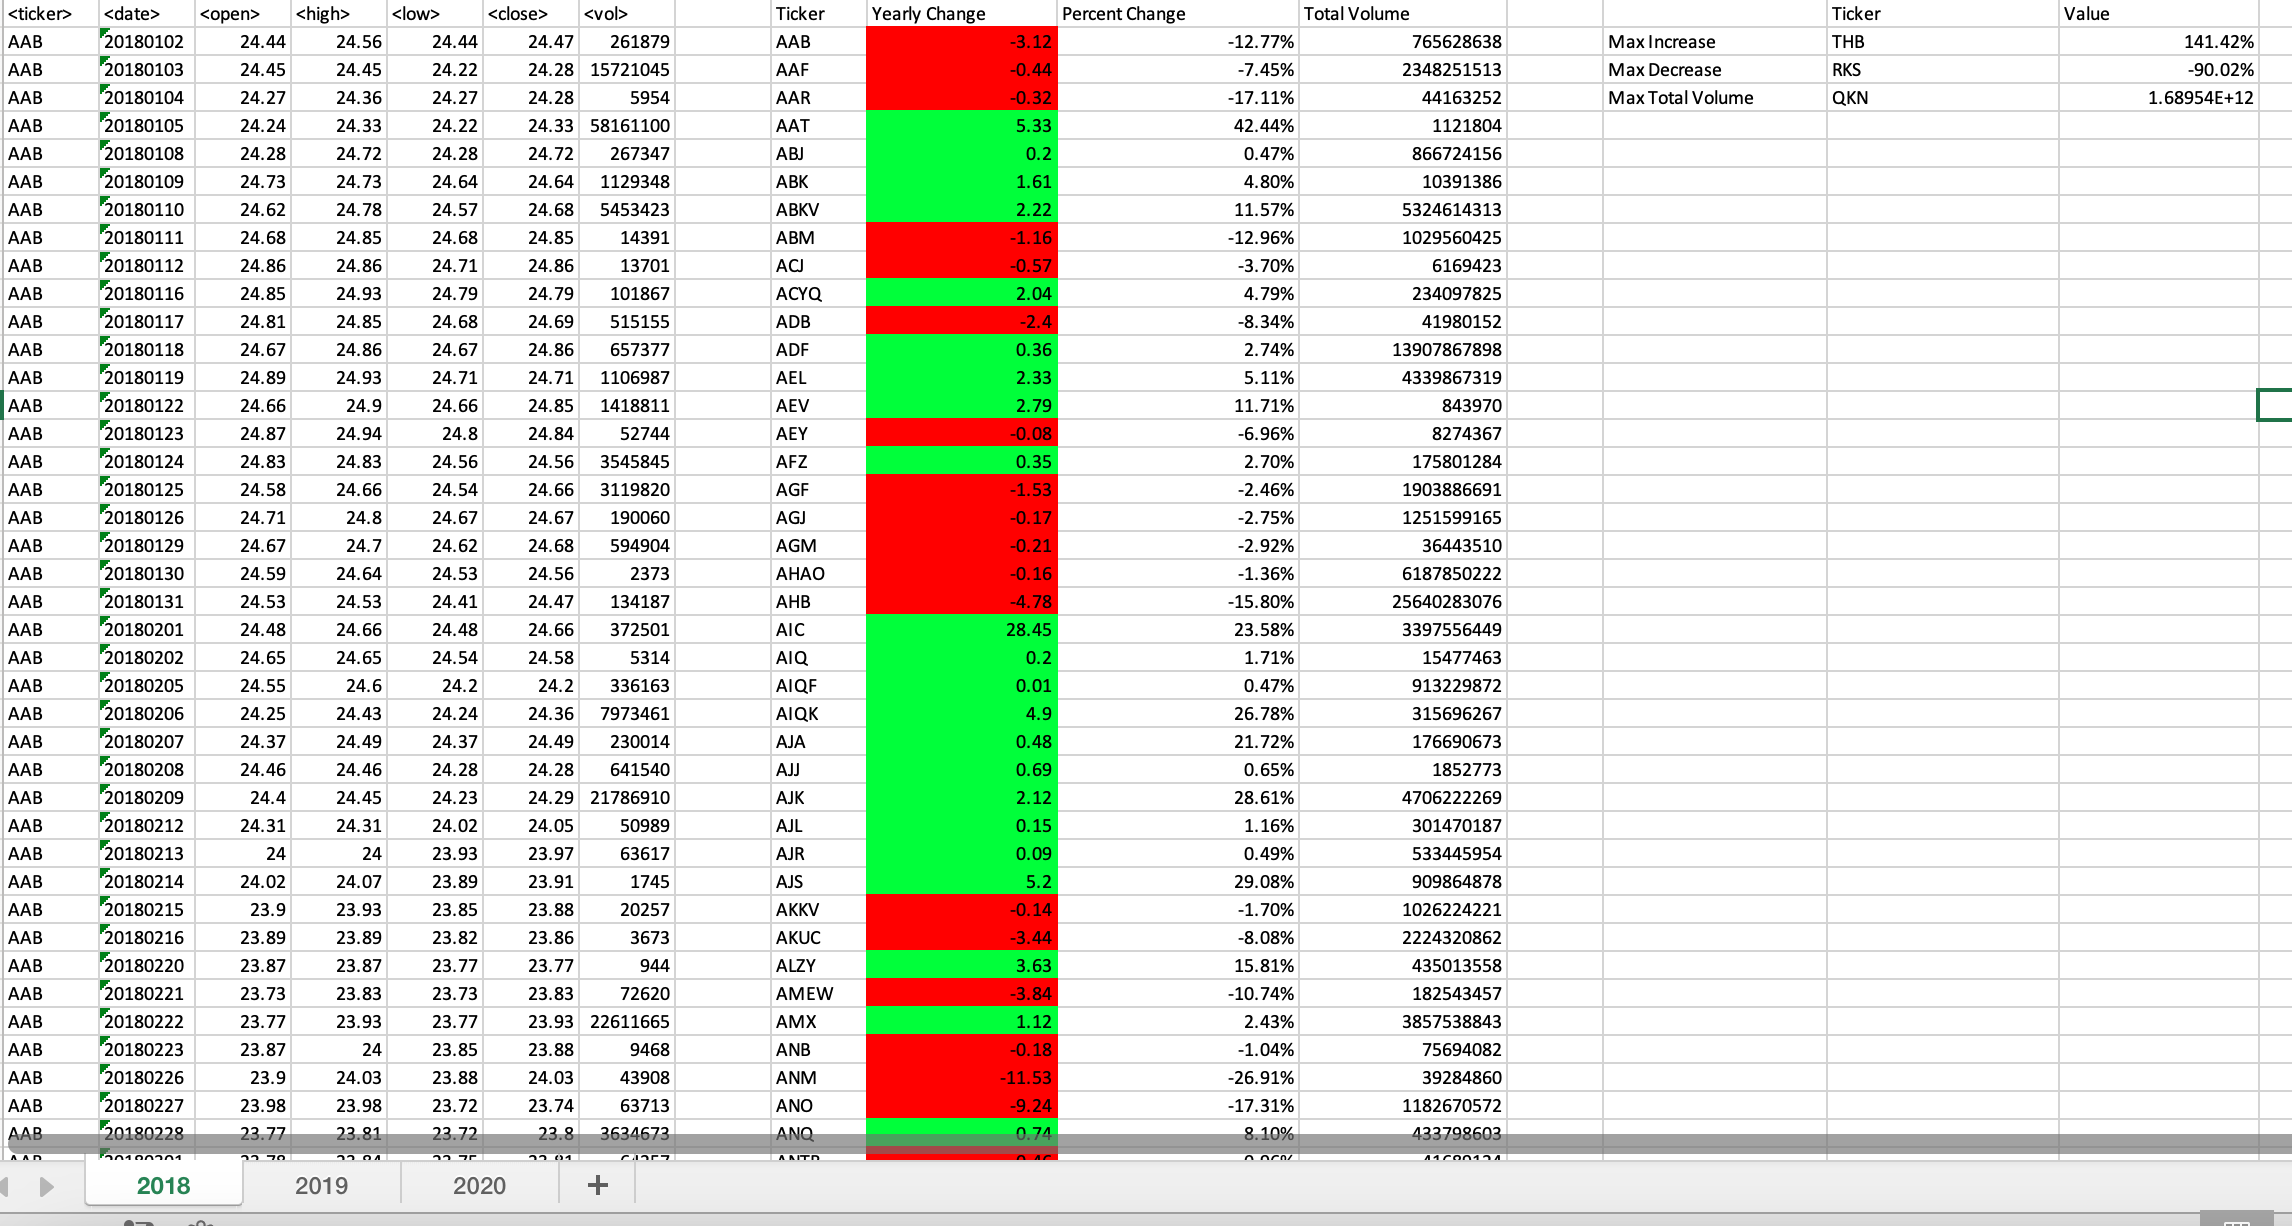 <ticker> <date> <open> <high> <low> <close> <vol> Ticker Yearly Change Percent Change Total Volume Ticker Value
AAB 20180102 24.44 24.56 24.44 24.47 261879 AAB -3.12 -12.77% 765628638 Max Increase THB 141.42%
AAB 20180103 24.45 24.45 24.22 24.28 15721045 AAF -0.44 -7.45% 2348251513 Max Decrease RKS -90.02%
AAB 20180104 24.27 24.36 24.27 24.28 5954 AAR -0.32 -17.11% 44163252 Max Total Volume QKN 1.68954E+12
AAB 20180105 24.24 24.33 24.22 24.33 58161100 AAT 5.33 42.44% 1121804
AAB 20180108 24.28 24.72 24.28 24.72 267347 ABJ 0.2 0.47% 866724156
AAB 20180109 24.73 24.73 24.64 24.64 1129348 ABK 1.61 4.80% 10391386
AAB 20180110 24.62 24.78 24.57 24.68 5453423 ABKV 2.22 11.57% 5324614313
AAB 20180111 24.68 24.85 24.68 24.85 14391 ABM -1.16 -12.96% 1029560425
AAB 20180112 24.86 24.86 24.71 24.86 13701 ACJ -0.57 -3.70% 6169423
AAB 20180116 24.85 24.93 24.79 24.79 101867 ACYQ 2.04 4.79% 234097825
AAB 20180117 24.81 24.85 24.68 24.69 515155 ADB -2.4 -8.34% 41980152
AAB 20180118 24.67 24.86 24.67 24.86 657377 ADF 0.36 2.74% 13907867898
AAB 20180119 24.89 24.93 24.71 24.71 1106987 AEL 2.33 5.11% 4339867319
AAB 20180122 24.66 24.9 24.66 24.85 1418811 AEV 2.79 11.71% 843970
AAB 20180123 24.87 24.94 24.8 24.84 52744 AEY -0.08 -6.96% 8274367
AAB 20180124 24.83 24.83 24.56 24.56 3545845 AFZ 0.35 2.70% 175801284
AAB 20180125 24.58 24.66 24.54 24.66 3119820 AGF -1.53 -2.46% 1903886691
AAB 20180126 24.71 24.8 24.67 24.67 190060 AGJ -0.17 -2.75% 1251599165
AAB 20180129 24.67 24.7 24.62 24.68 594904 AGM -0.21 -2.92% 36443510
AAB 20180130 24.59 24.64 24.53 24.56 2373 AHAO -0.16 -1.36% 6187850222
AAB 20180131 24.53 24.53 24.41 24.47 134187 AHB -4.78 -15.80% 25640283076
AAB 20180201 24.48 24.66 24.48 24.66 372501 AIC 28.45 23.58% 3397556449
AAB 20180202 24.65 24.65 24.54 24.58 5314 AIQ 0.2 1.71% 15477463
AAB 20180205 24.55 24.6 24.2 24.2 336163 AIQF 0.01 0.47% 913229872
AAB 20180206 24.25 24.43 24.24 24.36 7973461 AIQK 4.9 26.78% 315696267
AAB 20180207 24.37 24.49 24.37 24.49 230014 AJA 0.48 21.72% 176690673
AAB 20180208 24.46 24.46 24.28 24.28 641540 AJJ 0.69 0.65% 1852773
AAB 20180209 24.4 24.45 24.23 24.29 21786910 AJK 2.12 28.61% 4706222269
AAB 20180212 24.31 24.31 24.02 24.05 50989 AJL 0.15 1.16% 301470187
AAB 20180213 24 24 23.93 23.97 63617 AJR 0.09 0.49% 533445954
AAB 20180214 24.02 24.07 23.89 23.91 1745 AJS 5.2 29.08% 909864878
AAB 20180215 23.9 23.93 23.85 23.88 20257 AKKV -0.14 -1.70% 1026224221
AAB 20180216 23.89 23.89 23.82 23.86 3673 AKUC -3.44 -8.08% 2224320862
AAB 20180220 23.87 23.87 23.77 23.77 944 ALZY 3.63 15.81% 435013558
AAB 20180221 23.73 23.83 23.73 23.83 72620 AMEW -3.84 -10.74% 182543457
AAB 20180222 23.77 23.93 23.77 23.93 22611665 AMX 1.12 2.43% 3857538843
AAB 20180223 23.87 24 23.85 23.88 9468 ANB -0.18 -1.04% 75694082
AAB 20180226 23.9 24.03 23.88 24.03 43908 ANM -11.53 -26.91% 39284860
AAB 20180227 23.98 23.98 23.72 23.74 63713 ANO -9.24 -17.31% 1182670572
AAB 20180228 23.77 23.81 23.72 23.8 3634673 ANQ 0.74 8.10% 433798603
2018 2019 2020 +